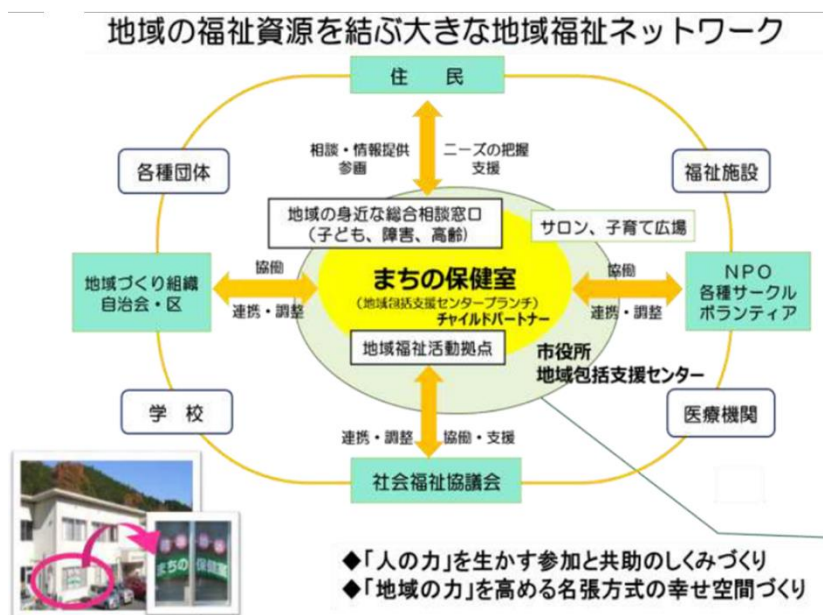 地域の福祉資源を結ぶ大きな地域福祉ネットワーク
住　民
相談・情報提供
参画
ニーズの把握
支援
各種団体
福祉施設
地域の身近な総合相談窓口
（子ども、障害、高齢）
サロン、子育て広場
地域づくり組織
自治会・区
協働
連携・調整
まちの保健室
（地域包括支援センターブランチ）
チャイルドパートナー
協働
連携・調整
NPO
各種サークル
ボランティア
地域福祉活動拠点
市役所
地域包括支援センター
学　校
医療機関
連携・調整
協働・支援
社会福祉協議会
まちの保健室
◆「人の力」を生かす参加と共助のしくみづくり
◆「地域の力」を高める名張方式の幸せ空間づくり